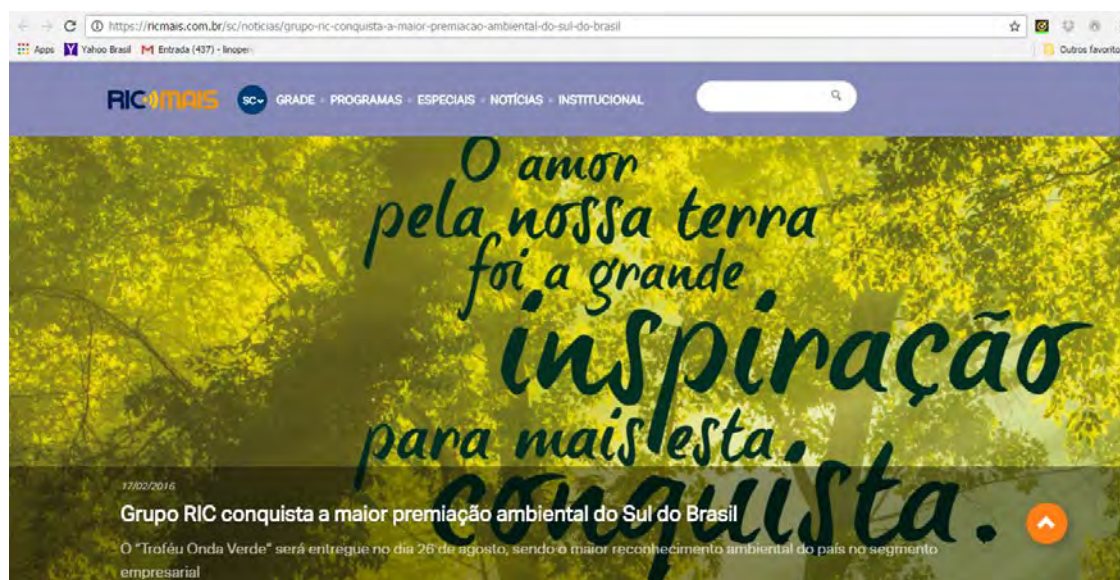 https://ricmais.com.br/sc/noticias/grupo-ric-conquista-a-maior-premiacao-ambiental-do-sul-do-brasil
Apps Yahoo Brasil Entrada (437) - linoper Outros favorito
RIC MAIS SC GRADE PROGRAMAS ESPECIAIS NOTÍCIAS INSTITUCIONAL
O amor
pela nossa terra
foi a grande
inspiração
para mais esta
conquista.
17/02/2016
Grupo RIC conquista a maior premiação ambiental do Sul do Brasil
O "Troféu Onda Verde" será entregue no dia 26 de agosto, sendo o maior reconhecimento ambiental do país no segmento
empresarial